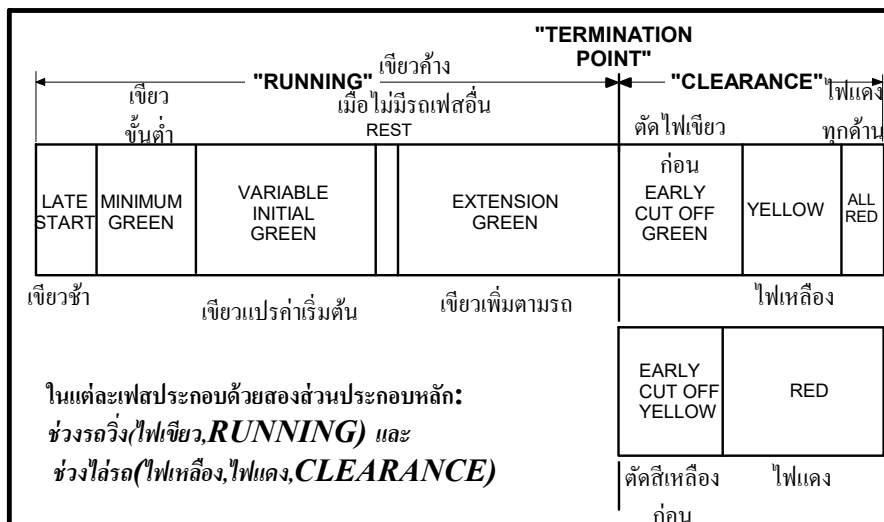 "TERMINATION
POINT"
เขียวค้าง
"RUNNING"
"CLEARANCE"
เมื่อไม่มีรถเฟสอื่น
REST
เขียว
ขั้นต่ำ
ตัดไฟเขียว
ก่อน
ไฟแดง
ทุกด้าน
LATE
START
MINIMUM
GREEN
VARIABLE
INITIAL
GREEN
EXTENSION
GREEN
EARLY
CUT OFF
GREEN
YELLOW
ALL
RED
เขียวช้า
เขียวแปรค่าเริ่มต้น
เขียวเพิ่มตามรถ
ไฟเหลือง
EARLY
CUT OFF
YELLOW
RED
ตัดสีเหลือง
ก่อน
ไฟแดง
ในแต่ละเฟสประกอบด้วยสองส่วนประกอบหลัก:
ช่วงรถวิ่ง(ไฟเขียว,RUNNING) และ
ช่วงไล่รถ(ไฟเหลือง,ไฟแดง,CLEARANCE)